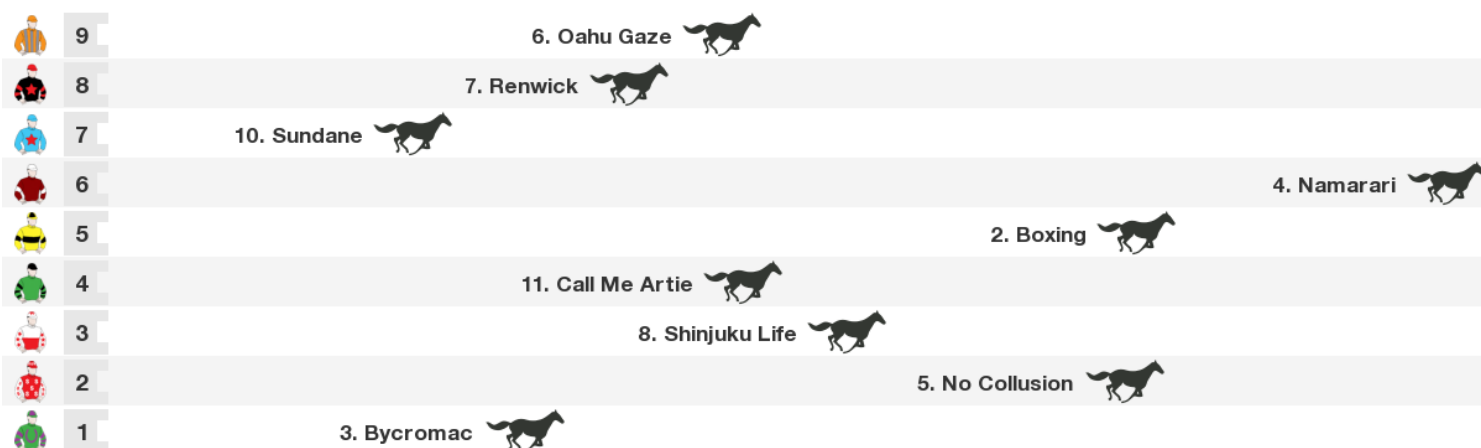 9 6. Oahu Gaze
8 7. Renwick
7 10. Sundane
6 4. Namarari
5 2. Boxing
4 11. Call Me Artie
3 8. Shinjuku Life
2 5. No Collusion
1 3. Bycromac